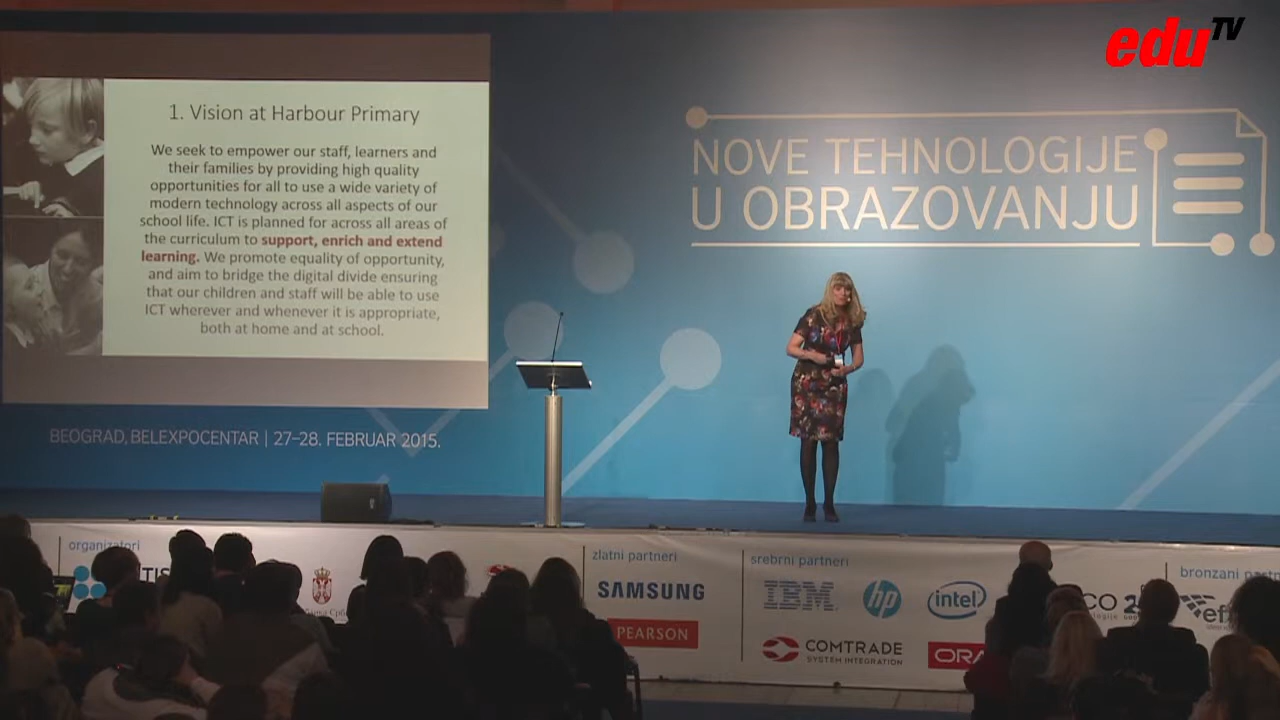 edu TV
1. Vision at Harbour Primary
We seek to empower our staff, learners and
their families by providing high quality
opportunities for all to use a wide variety of
modern technology across all aspects of our
school life. ICT is planned for across all areas of
the curriculum to support, enrich and extend
learning. We promote equality of opportunity,
and aim to bridge the digital divide ensuring
that our children and staff will be able to use
ICT wherever and whenever it is appropriate,
both at home and at school.
NOVE TEHNOLOGIJE
U OBRAZOVANJU
BEOGRAD, BELEXPOCENTAR | 27–28. FEBRUAR 2015.
organizatori
zlatni partneri
SAMSUNG
PEARSON
srebrni partneri
IBM
hp
intel
COMTRADE
SYSTEM INTEGRATION
bronzani